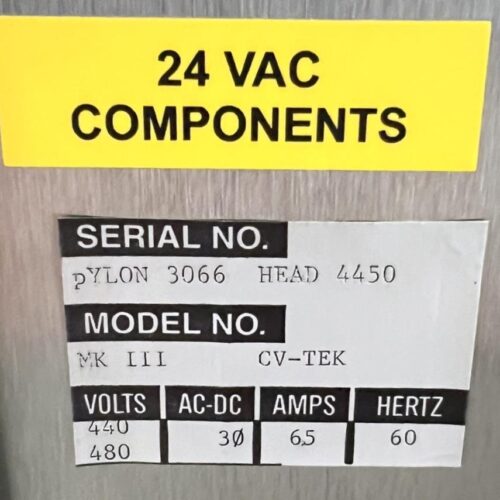 24 VAC
COMPONENTS
SERIAL NO.
pYLON 3066 HEAD 4450
MODEL NO.
MK III CV-TEK
VOLTS AC-DC AMPS HERTZ
440
480 3Ø 6.5 60